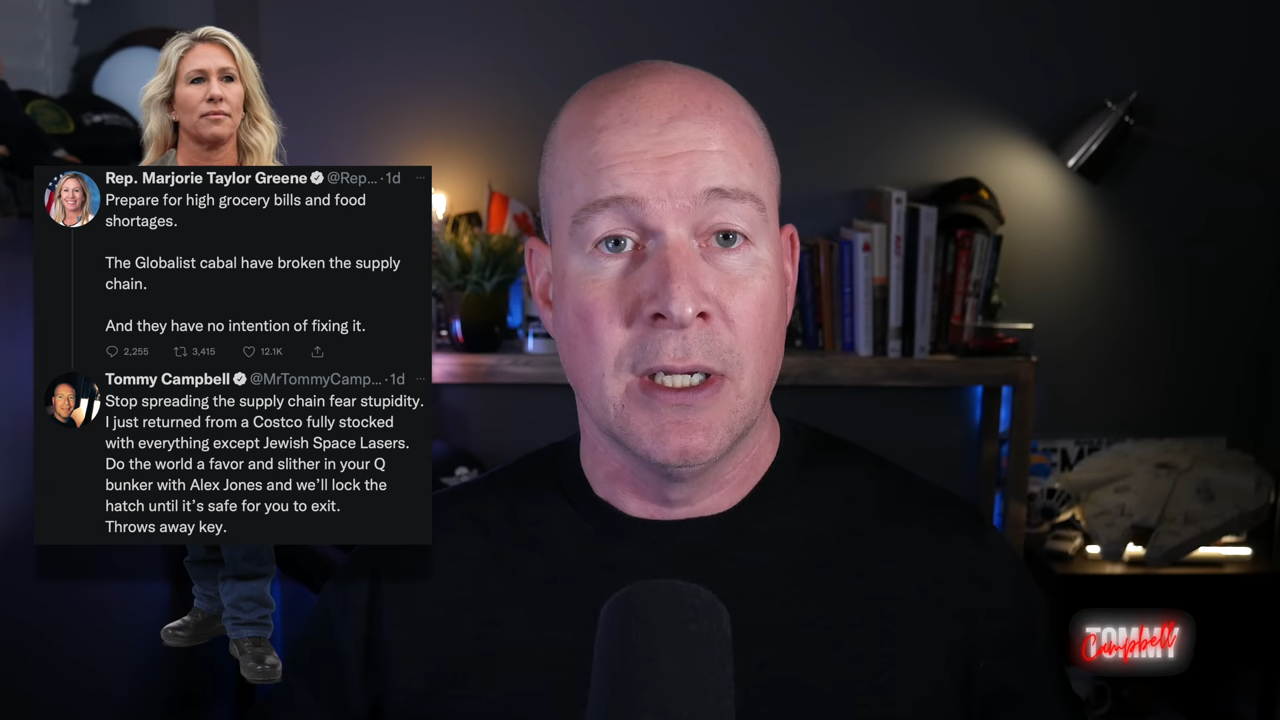 Rep. Marjorie Taylor Greene @Rep... · 1d ...
Prepare for high grocery bills and food
shortages.
The Globalist cabal have broken the supply
chain.
And they have no intention of fixing it.
2,255 3,415 12.1K
Tommy Campbell @MrTommyCamp... · 1d ...
Stop spreading the supply chain fear stupidity.
I just returned from a Costco fully stocked
with everything except Jewish Space Lasers.
Do the world a favor and slither in your Q
bunker with Alex Jones and we’ll lock the
hatch until it’s safe for you to exit.
Throws away key.
TOMMY
Campbell